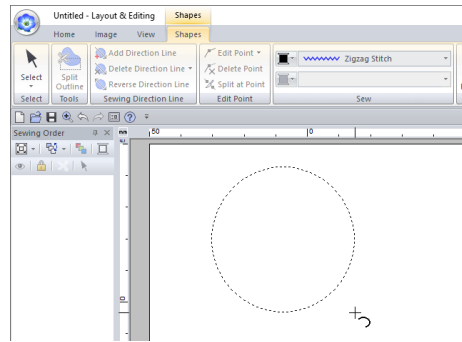 Untitled - Layout & Editing Shapes
Home Image View Shapes
Select
Split Outline
Add Direction Line
Delete Direction Line
Reverse Direction Line
Edit Point
Delete Point
Split at Point
Zigzag Stitch
Select Tools Sewing Direction Line Edit Point Sew
Sewing Order
mm
50 0
0